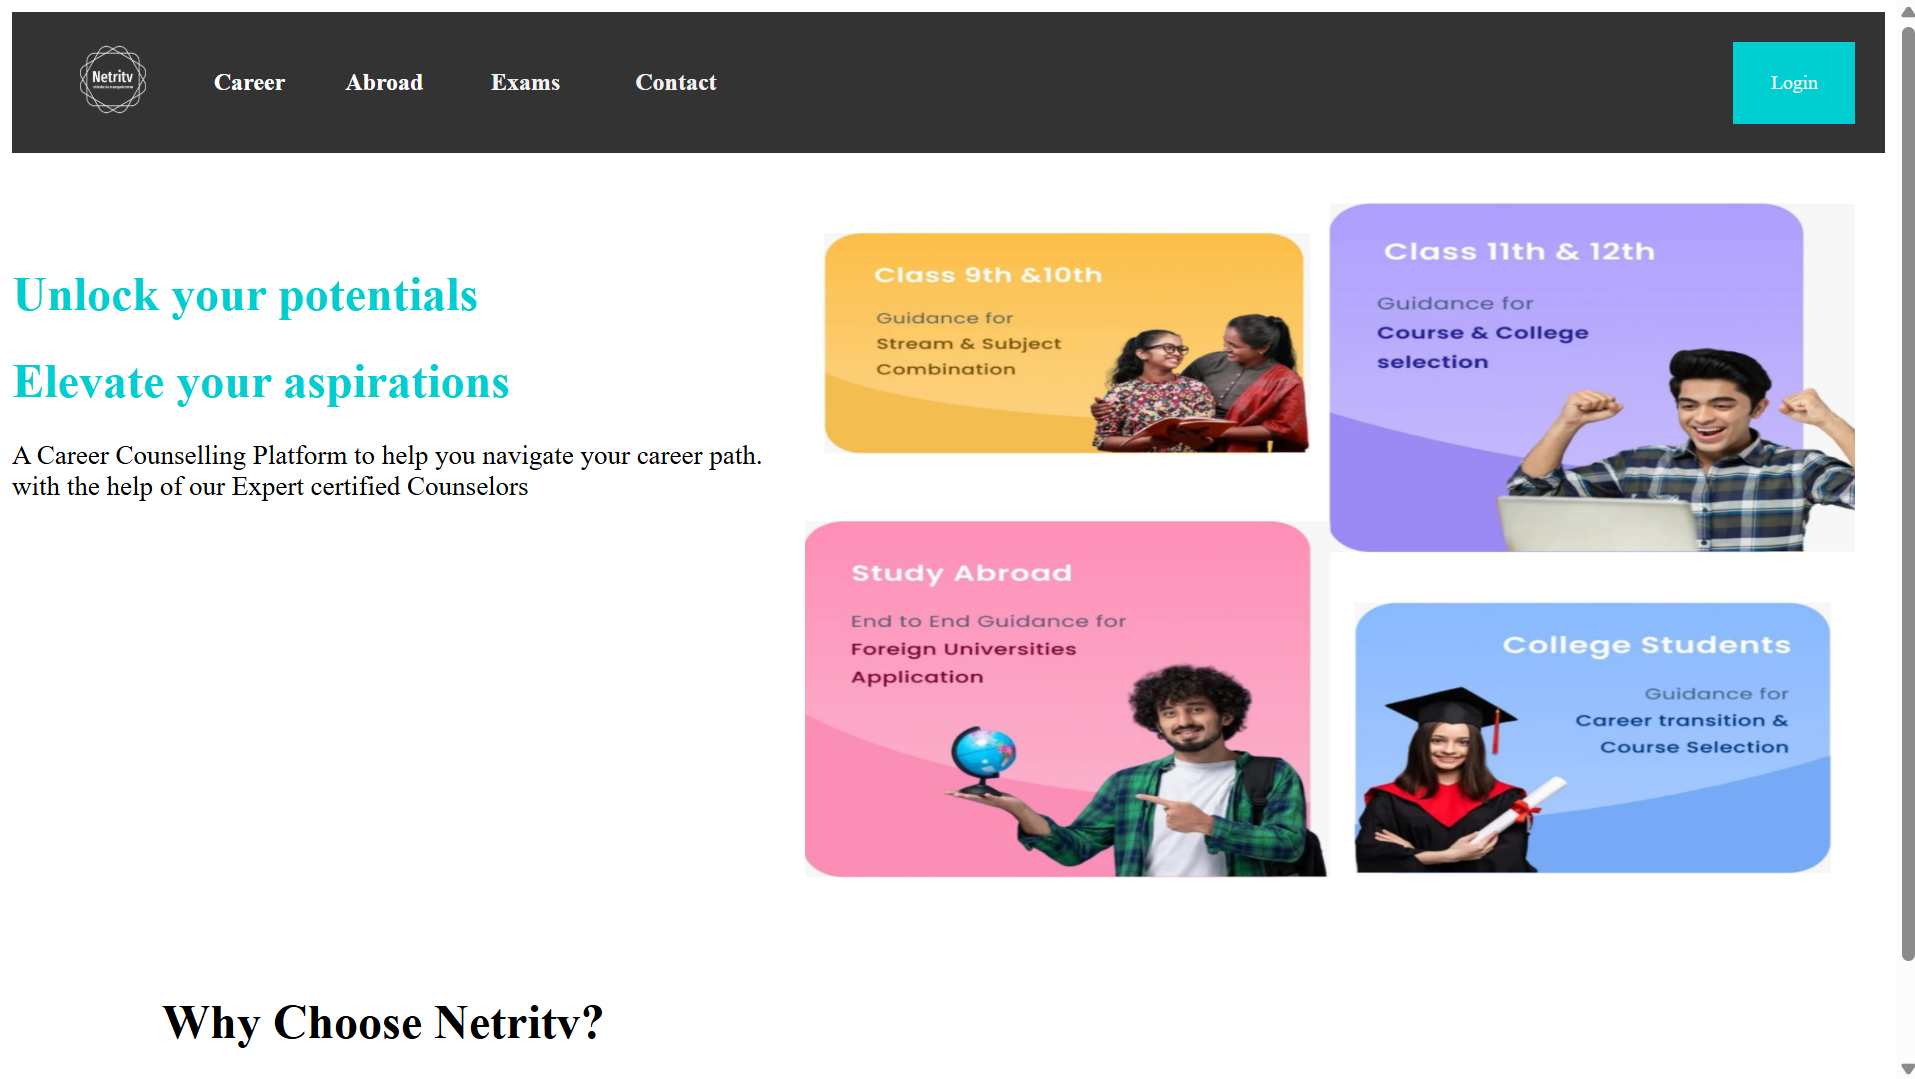 Netritv
Career
Abroad
Exams
Contact
Login
Unlock your potentials
Elevate your aspirations
A Career Counselling Platform to help you navigate your career path.
with the help of our Expert certified Counselors
Class 9th &10th
Guidance for
Stream & Subject
Combination
Class 11th & 12th
Guidance for
Course & College
selection
Study Abroad
End to End Guidance for
Foreign Universities
Application
College Students
Guidance for
Career transition &
Course Selection
Why Choose Netritv?